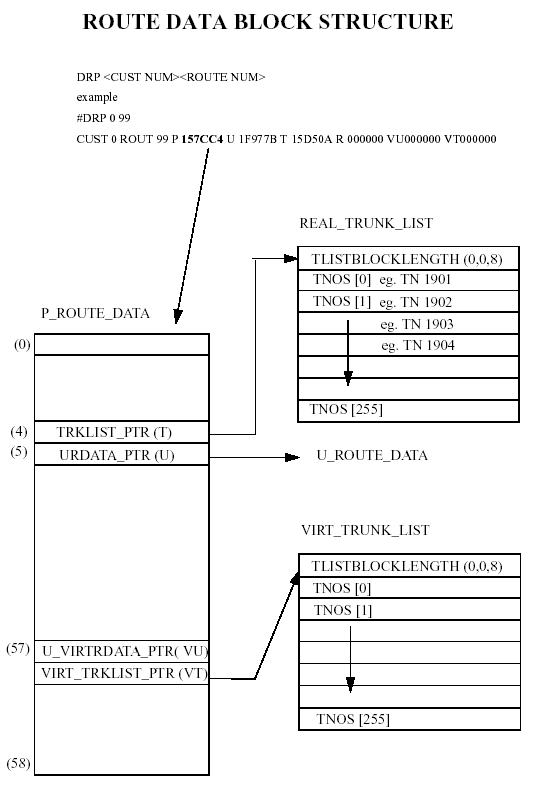 ROUTE DATA BLOCK STRUCTURE
DRP <CUST NUM><ROUTE NUM>
example
#DRP 0 99
CUST 0 ROUT 99 P 157CC4 U 1F977B T 15D50A R 000000 VU000000 VT000000
REAL_TRUNK_LIST
TLISTBLOCKLENGTH (0,0,8)
TNOS [0] eg. TN 1901
TNOS [1] eg. TN 1902
eg. TN 1903
eg. TN 1904
TNOS [255]
P_ROUTE_DATA
(0)
(4) TRKLIST_PTR (T)
(5) URDATA_PTR (U)
U_ROUTE_DATA
VIRT_TRUNK_LIST
TLISTBLOCKLENGTH (0,0,8)
TNOS [0]
TNOS [1]
TNOS [255]
(57) U_VIRTRDATA_PTR( VU)
VIRT_TRKLIST_PTR (VT)
(58)